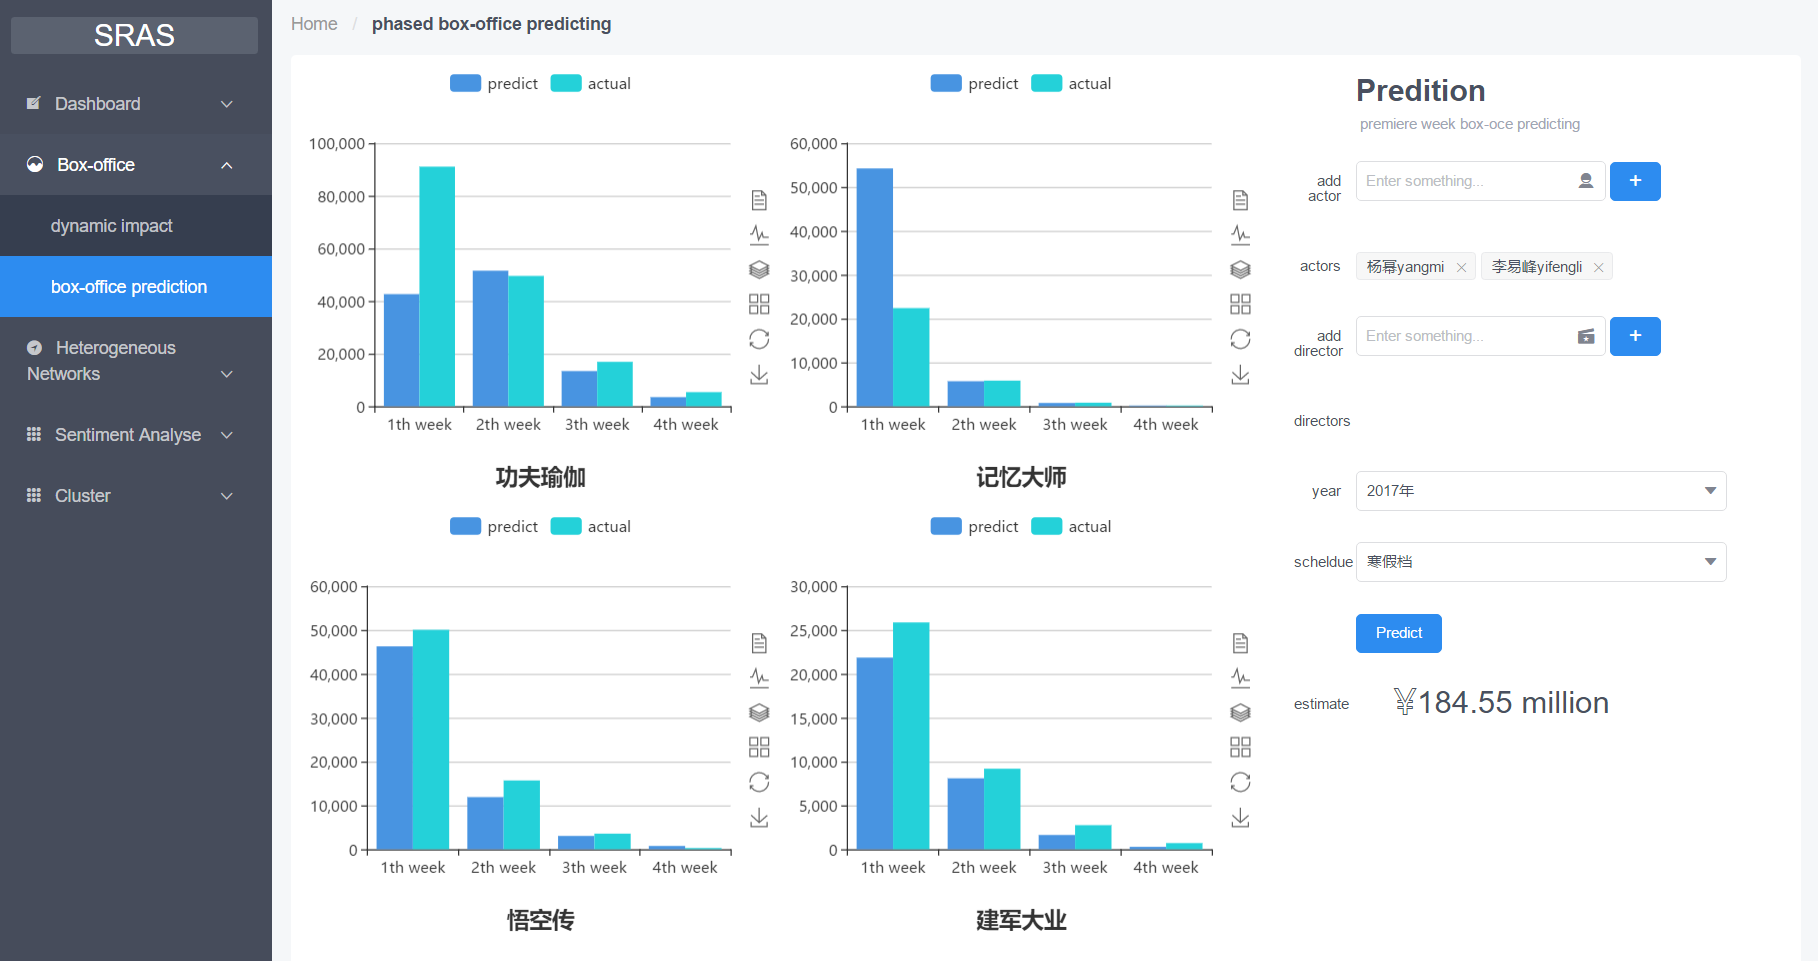 SRAS
Dashboard
Box-office
dynamic impact
box-office prediction
Heterogeneous
Networks
Sentiment Analyse
Cluster
Home / phased box-office predicting
predict actual
100,000
80,000
60,000
40,000
20,000
0
1th week 2th week 3th week 4th week
功夫瑜伽
predict actual
60,000
50,000
40,000
30,000
20,000
10,000
0
1th week 2th week 3th week 4th week
记忆大师
predict actual
60,000
50,000
40,000
30,000
20,000
10,000
0
1th week 2th week 3th week 4th week
悟空传
predict actual
30,000
25,000
20,000
15,000
10,000
5,000
0
1th week 2th week 3th week 4th week
建军大业
Predition
premiere week box-oce predicting
add
actor
Enter something...
+
actors
杨幂yangmi
李易峰yifengli
add
director
Enter something...
+
directors
year
2017年
scheldue
寒假档
Predict
estimate
¥184.55 million